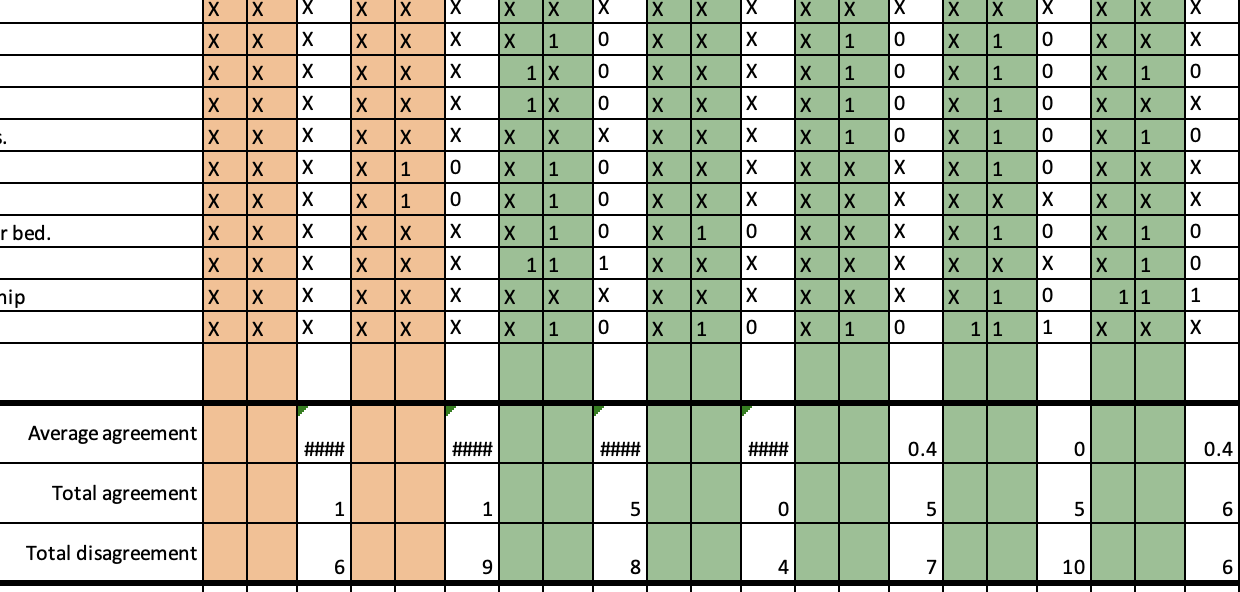 X X X X X X X X X X X X X X X X X X X X X
X X X X X X X 1 0 X X X X 1 0 X 1 0 X X X
X X X X X X 1 X 0 X X X X 1 0 X 1 0 X 1 0
X X X X X X 1 X 0 X X X X 1 0 X 1 0 X X X
s. X X X X X X X X X X X X X 1 0 X 1 0 X 1 0
X X X X 1 0 X 1 0 X X X X X X X 1 0 X X X
X X X X 1 0 X 1 0 X X X X X X X X X X X X
r bed. X X X X X X X 1 0 X 1 0 X X X X 1 0 X 1 0
X X X X X X 1 1 1 X X X X X X X X X X 1 0
hip X X X X X X X X X X X X X X X X 1 0 1 1 1
X X X X X X X 1 0 X 1 0 X 1 0 1 1 1 X X X
Average agreement #### #### #### #### 0.4 0 0.4
Total agreement 1 1 5 0 5 5 6
Total disagreement 6 9 8 4 7 10 6